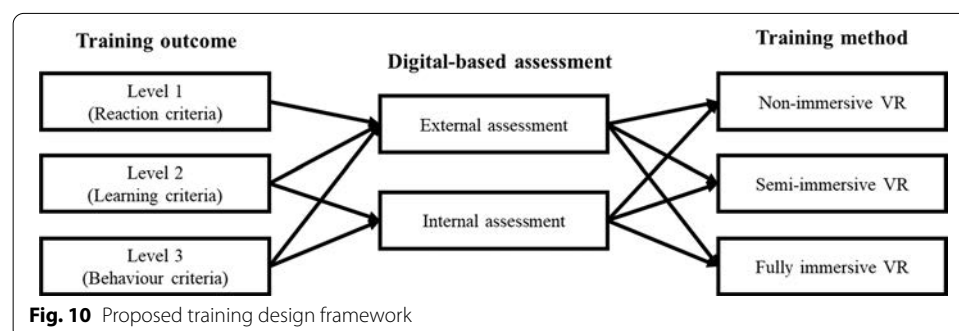 Training outcome
Level 1
(Reaction criteria)
Level 2
(Learning criteria)
Level 3
(Behaviour criteria)
Digital-based assessment
External assessment
Internal assessment
Training method
Non-immersive VR
Semi-immersive VR
Fully immersive VR
Fig. 10 Proposed training design framework